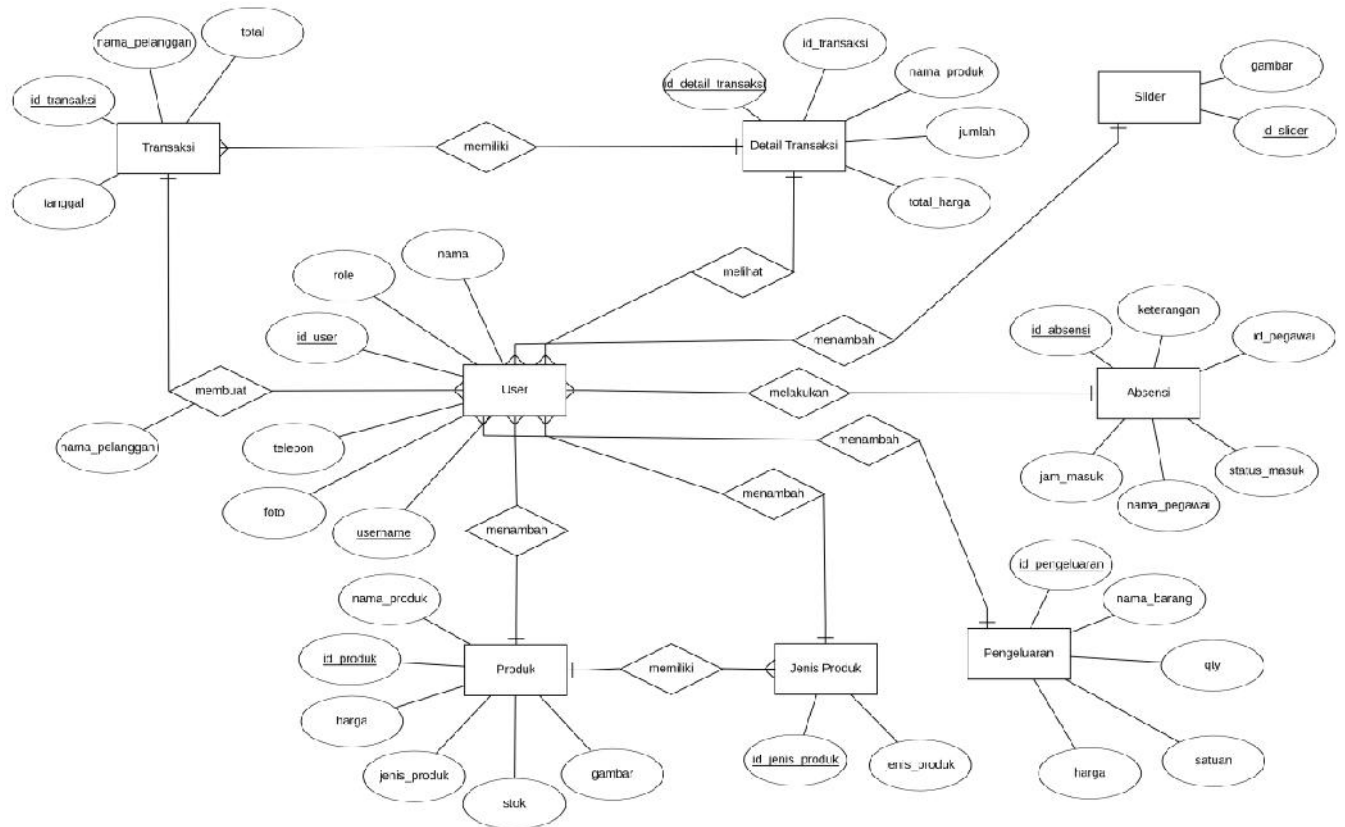 total
nama_pelanggan
id_transaksi
Transaksi
tanggal
memiliki
id_transaksi
id_detail_transaksi
nama_produk
Detail Transaksi
jumlah
total_harga
gambar
Slider
id_slider
nama
role
id_user
melihat
menambah
membuat
User
melakukan
nama_pelanggan
telepon
foto
username
menambah
menambah
menambah
keterangan
id_absensi
id_pegawai
Absensi
jam_masuk
status_masuk
nama_pegawai
id_pengeluaran
nama_barang
Pengeluaran
qty
harga
satuan
nama_produk
id_produk
Produk
memiliki
Jenis Produk
harga
jenis_produk
stok
gambar
id_jenis_produk
jenis_produk